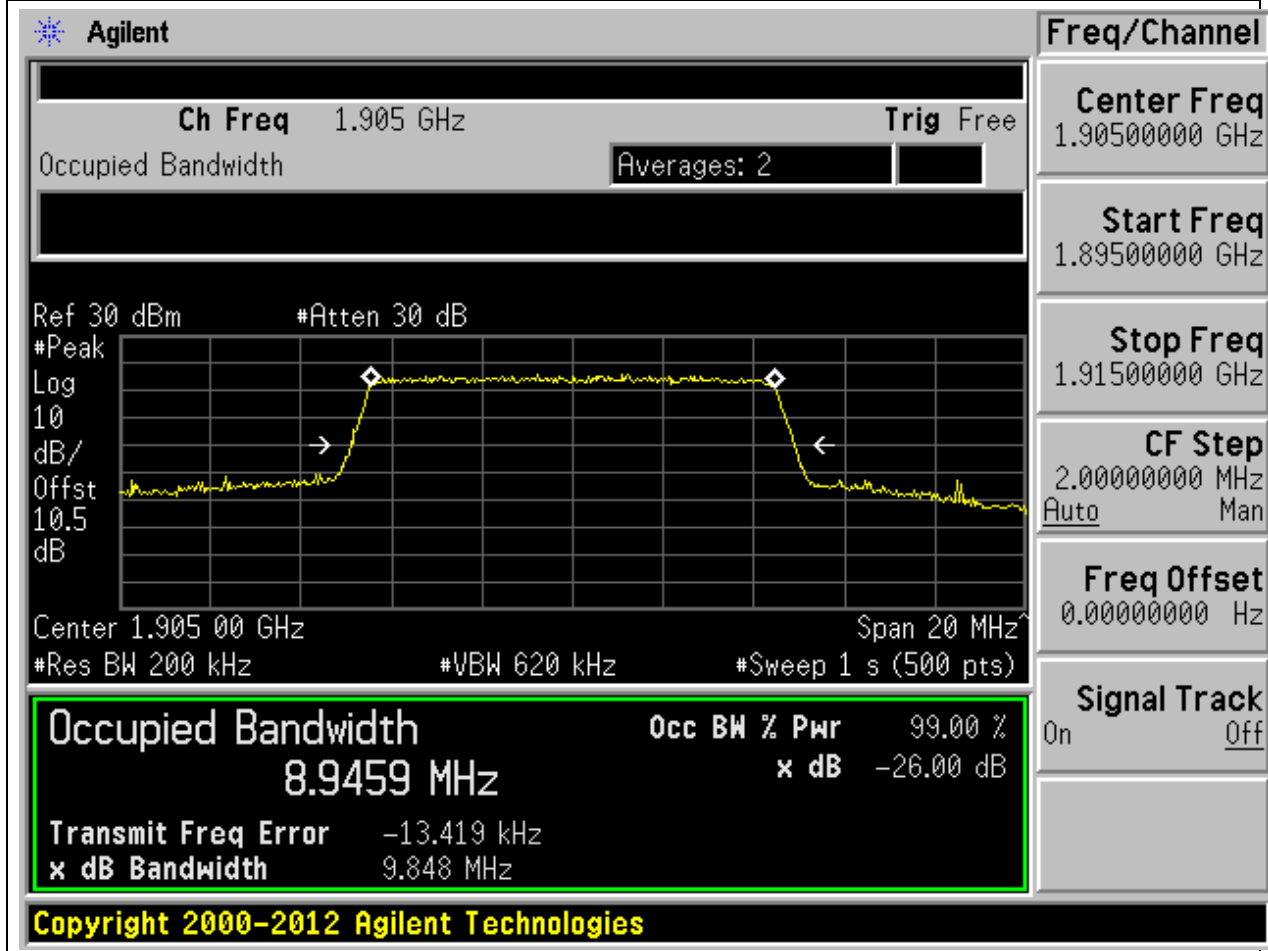 Agilent
Freq/Channel
Ch Freq 1.905 GHz Trig Free
Occupied Bandwidth Averages: 2
Ref 30 dBm #Atten 30 dB
#Peak
Log
10
dB/
Offst
10.5
dB
Center 1.905 00 GHz Span 20 MHz^
#Res BW 200 kHz #VBW 620 kHz #Sweep 1 s (500 pts)
Occupied Bandwidth Occ BW % Pwr 99.00 %
8.9459 MHz x dB -26.00 dB
Transmit Freq Error -13.419 kHz
x dB Bandwidth 9.848 MHz
Center Freq
1.90500000 GHz
Start Freq
1.89500000 GHz
Stop Freq
1.91500000 GHz
CF Step
2.00000000 MHz
Auto Man
Freq Offset
0.00000000 Hz
Signal Track
On Off
Copyright 2000-2012 Agilent Technologies